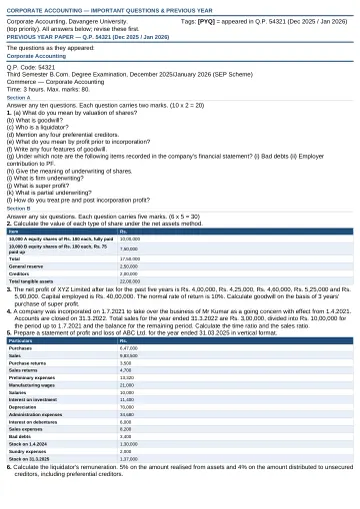 CORPORATE ACCOUNTING — IMPORTANT QUESTIONS & PREVIOUS YEAR
Corporate Accounting, Davangere University. Tags: [PYQ] = appeared in Q.P. 54321 (Dec 2025 / Jan 2026)
(top priority). All answers below; revise these first.
PREVIOUS YEAR PAPER — Q.P. 54321 (Dec 2025 / Jan 2026)
The questions as they appeared:
Corporate Accounting
Q.P. Code: 54321
Third Semester B.Com. Degree Examination, December 2025/January 2026 (SEP Scheme)
Commerce — Corporate Accounting
Time: 3 hours. Max. marks: 80.
Section A
Answer any ten questions. Each question carries two marks. (10 x 2 = 20)
1. (a) What do you mean by valuation of shares?
(b) What is goodwill?
(c) Who is a liquidator?
(d) Mention any four preferential creditors.
(e) What do you mean by profit prior to incorporation?
(f) Write any four features of goodwill.
(g) Under which note are the following items recorded in the company's financial statement? (i) Bad debts (ii) Employer
contribution to PF.
(h) Give the meaning of underwriting of shares.
(i) What is firm underwriting?
(j) What is super profit?
(k) What is partial underwriting?
(l) How do you treat pre and post incorporation profit?
Section B
Answer any six questions. Each question carries five marks. (6 x 5 = 30)
2. Calculate the value of each type of share under the net assets method.
Item Rs.
10,000 A equity shares of Rs. 100 each, fully paid 10,00,000
10,000 B equity shares of Rs. 100 each, Rs. 75
paid up 7,50,000
Total 17,50,000
General reserve 2,50,000
Creditors 2,00,000
Total tangible assets 22,00,000
3. The net profit of XYZ Limited after tax for the past five years is Rs. 4,00,000, Rs. 4,25,000, Rs. 4,60,000, Rs. 5,25,000 and Rs.
5,90,000. Capital employed is Rs. 40,00,000. The normal rate of return is 10%. Calculate goodwill on the basis of 3 years'
purchase of super profit.
4. A company was incorporated on 1.7.2021 to take over the business of Mr Kumar as a going concern with effect from 1.4.2021.
Accounts are closed on 31.3.2022. Total sales for the year ended 31.3.2022 are Rs. 3,00,000, divided into Rs. 10,00,000 for
the period up to 1.7.2021 and the balance for the remaining period. Calculate the time ratio and the sales ratio.
5. Prepare a statement of profit and loss of ABC Ltd. for the year ended 31.03.2025 in vertical format.
Particulars Rs.
Purchases 6,47,000
Sales 9,83,500
Purchase returns 3,500
Sales returns 4,700
Preliminary expenses
Manufacturing wages 21,000
Salaries 10,000
Interest on investment 11,400
Depreciation 70,000
Administration expenses
Interest on debentures
Sales expenses 6,200
Bad debts 3,400
Stock on 1.4.2024 1,30,000
Sundry expenses 2,000
Stock on 31.3.2025 1,37,000
6. Calculate the liquidator's remuneration. 5% on the amount realised from assets and 4% on the amount distributed to unsecured
creditors, including preferential creditors.